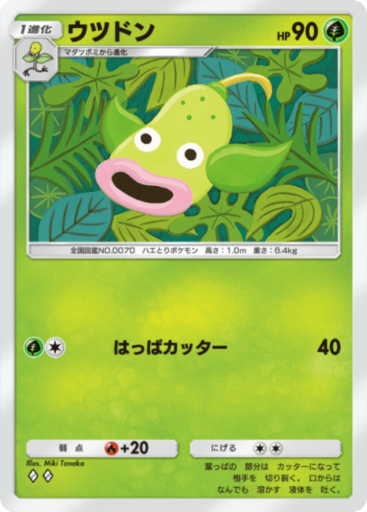 1進化
ウツドン
HP 90
マダツボミから進化
全国図鑑NO.0070 ハエとりポケモン 高さ：1.0m 重さ：6.4kg
はっぱカッター 40
弱点 +20
にげる
Illus. Miki Tanaka
葉っぱの 部分は カッターになって
相手を 切り裂く。 口からは
なんでも 溶かす 液体を 吐く。